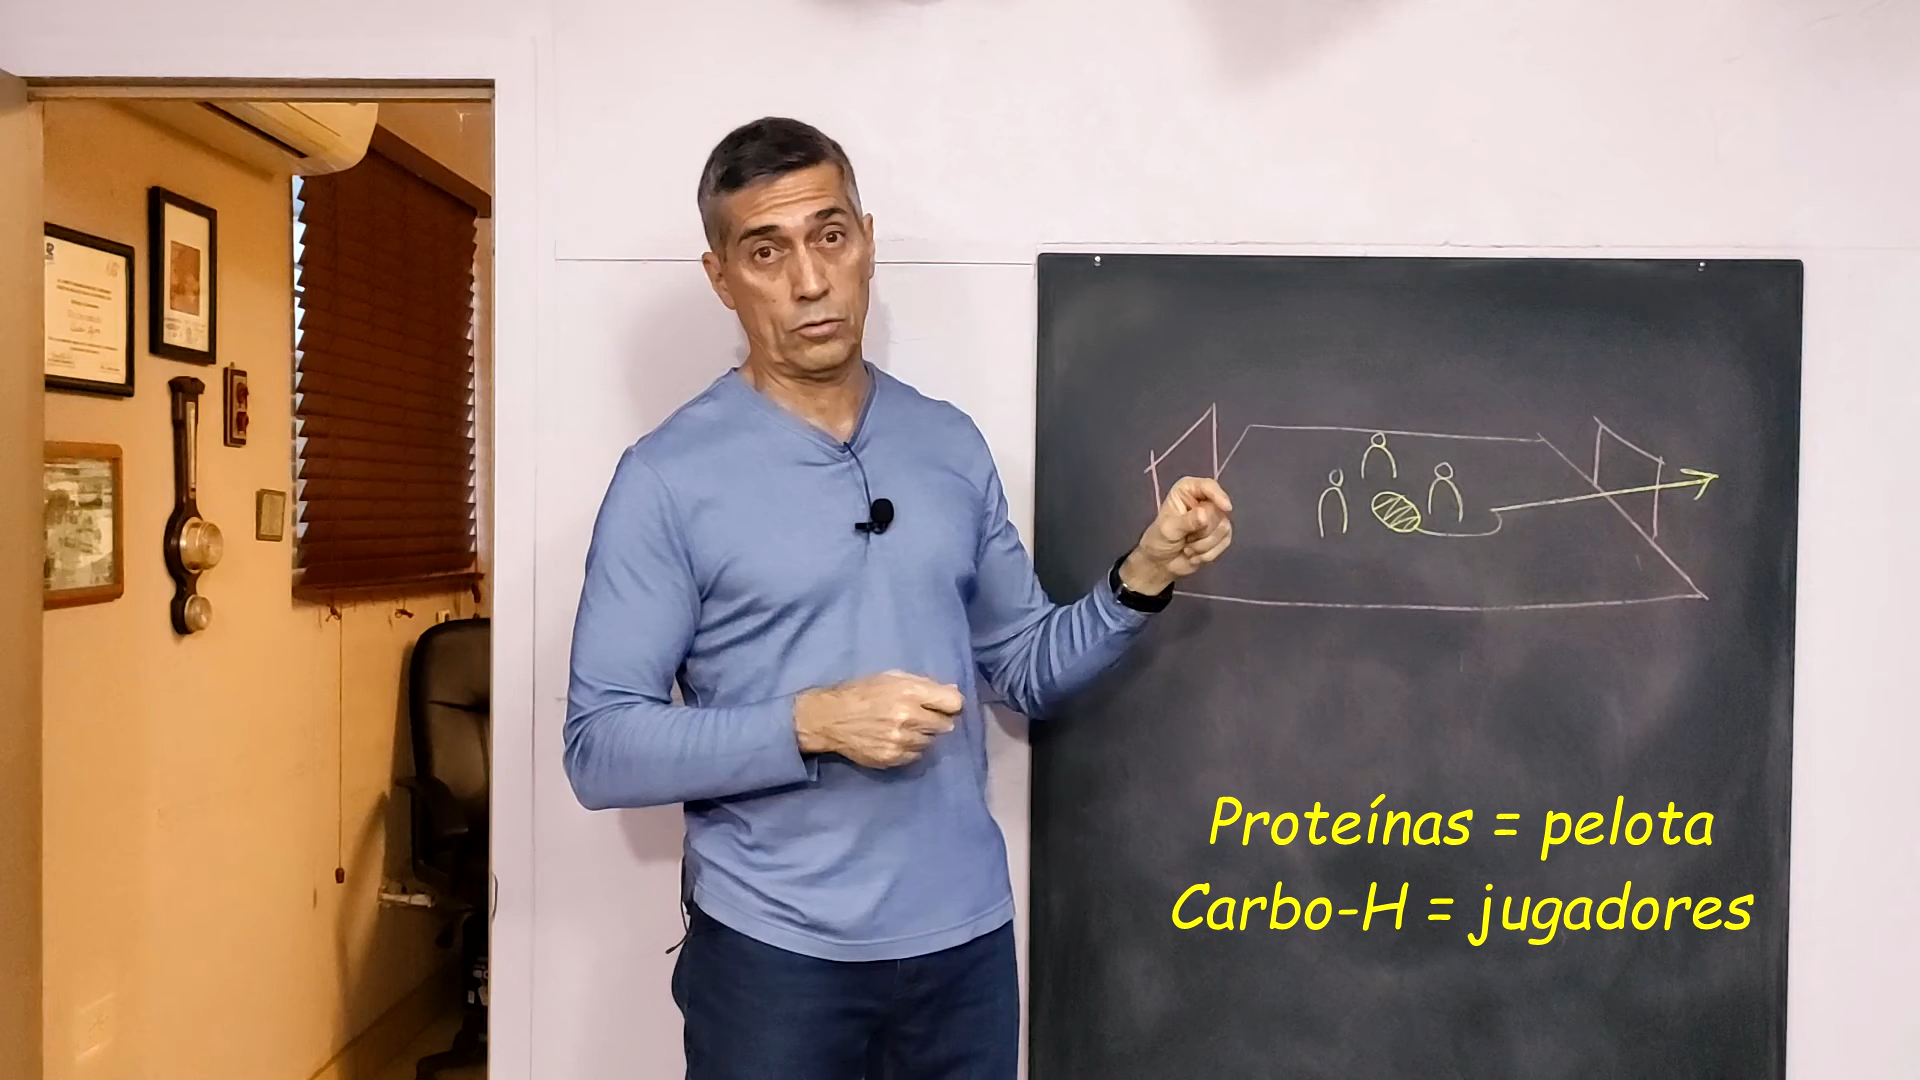 Proteínas = pelota
Carbo-H = jugadores